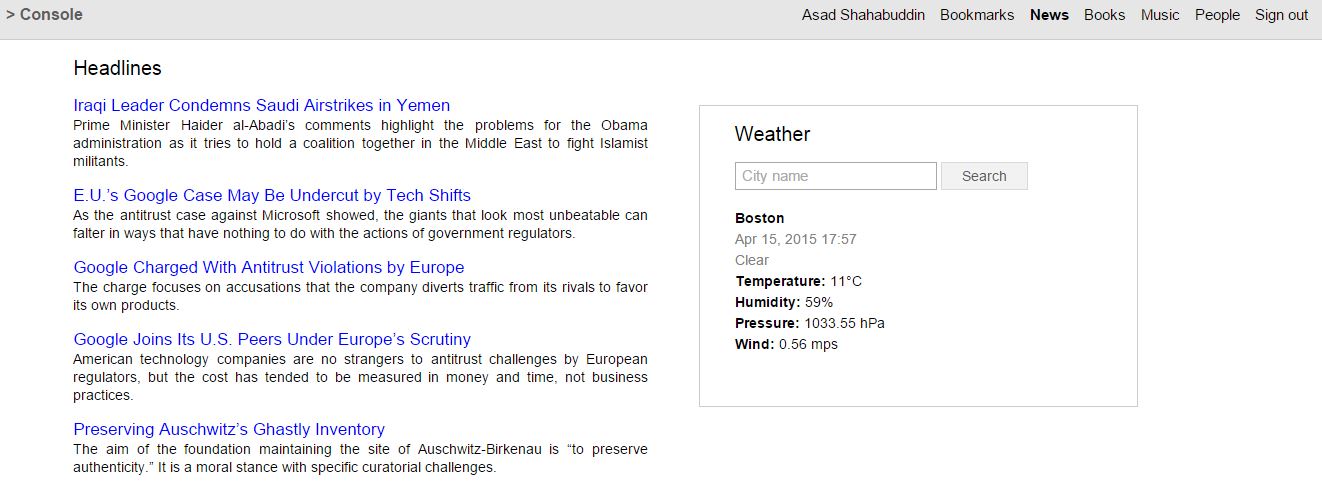 > Console
Asad Shahabuddin Bookmarks News Books Music People Sign out
Headlines
Iraqi Leader Condemns Saudi Airstrikes in Yemen
Prime Minister Haider al-Abadi’s comments highlight the problems for the Obama
administration as it tries to hold a coalition together in the Middle East to fight Islamist
militants.
E.U.’s Google Case May Be Undercut by Tech Shifts
As the antitrust case against Microsoft showed, the giants that look most unbeatable can
falter in ways that have nothing to do with the actions of government regulators.
Google Charged With Antitrust Violations by Europe
The charge focuses on accusations that the company diverts traffic from its rivals to favor
its own products.
Google Joins Its U.S. Peers Under Europe’s Scrutiny
American technology companies are no strangers to antitrust challenges by European
regulators, but the cost has tended to be measured in money and time, not business
practices.
Preserving Auschwitz’s Ghastly Inventory
The aim of the foundation maintaining the site of Auschwitz-Birkenau is “to preserve
authenticity.” It is a moral stance with specific curatorial challenges.
Weather
City name
Search
Boston
Apr 15, 2015 17:57
Clear
Temperature: 11°C
Humidity: 59%
Pressure: 1033.55 hPa
Wind: 0.56 mps